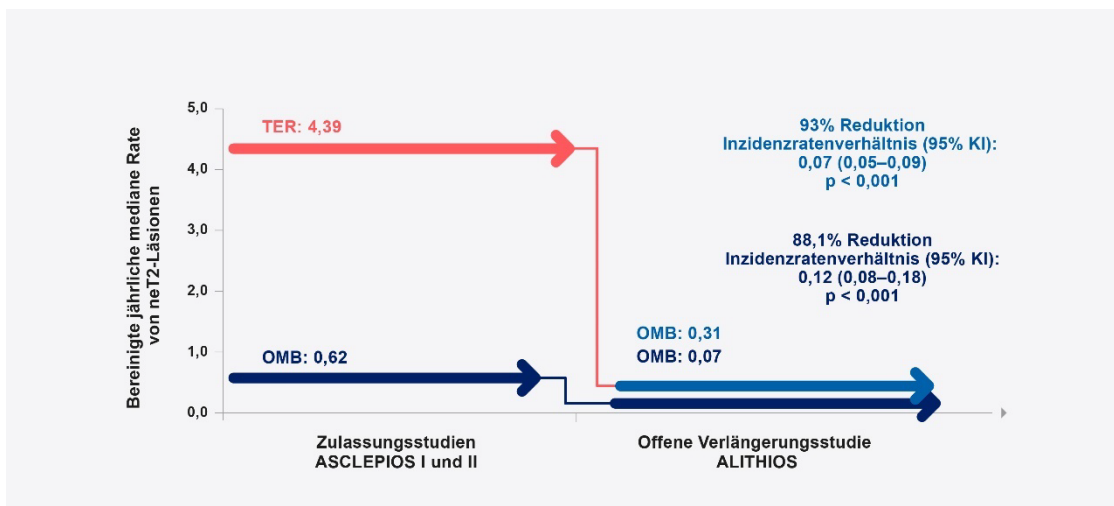 Bereinigte jährliche mediane Rate
von neT2-Läsionen
5,0
4,0
3,0
2,0
1,0
0,0
TER: 4,39
OMB: 0,62
93% Reduktion
Inzidenzratenverhältnis (95% KI):
0,07 (0,05–0,09)
p < 0,001
88,1% Reduktion
Inzidenzratenverhältnis (95% KI):
0,12 (0,08–0,18)
p < 0,001
OMB: 0,31
OMB: 0,07
Zulassungsstudien
ASCLEPIOS I und II
Offene Verlängerungsstudie
ALITHIOS